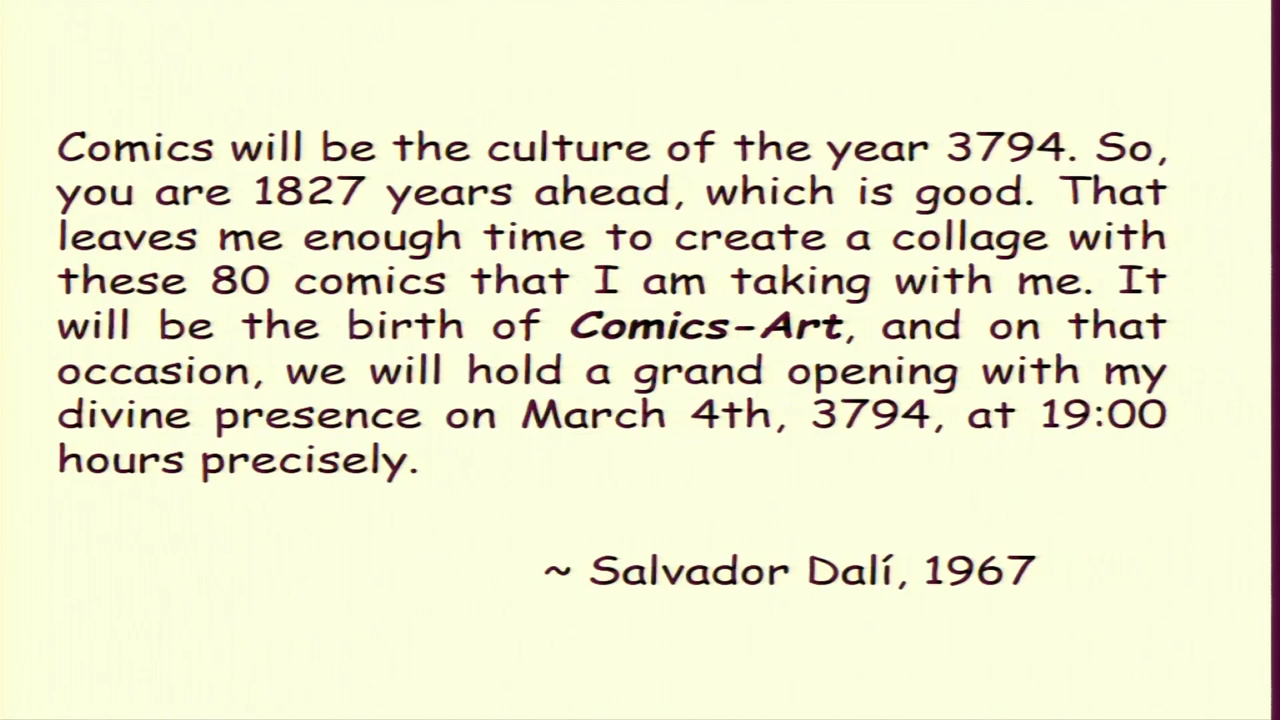 Comics will be the culture of the year 3794. So,
you are 1827 years ahead, which is good. That
leaves me enough time to create a collage with
these 80 comics that I am taking with me. It
will be the birth of Comics-Art, and on that
occasion, we will hold a grand opening with my
divine presence on March 4th, 3794, at 19:00
hours precisely.
~ Salvador Dalí, 1967